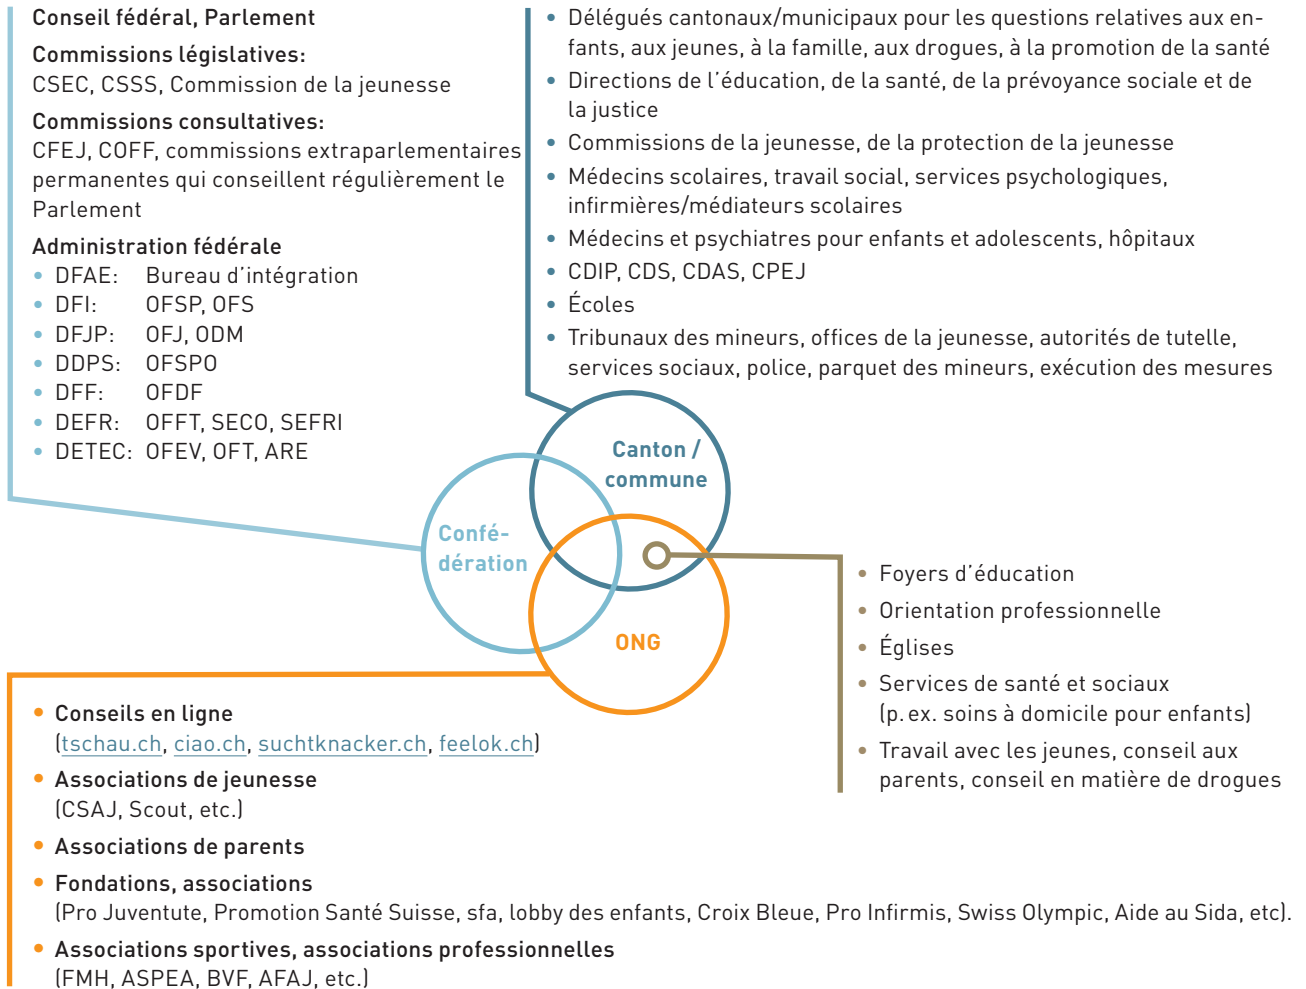 Conseil fédéral, Parlement
Commissions législatives:
CSEC, CSSS, Commission de la jeunesse
Commissions consultatives:
CFEJ, COFF, commissions extraparlementaires
permanentes qui conseillent régulièrement le
Parlement
Administration fédérale
• DFAE: Bureau d’intégration
• DFI: OFSP, OFS
• DFJP: OFJ, ODM
• DDPS: OFSPO
• DFF: OFDF
• DEFR: OFFT, SECO, SEFRI
• DETEC: OFEV, OFT, ARE
• Délégués cantonaux/municipaux pour les questions relatives aux en-
fants, aux jeunes, à la famille, aux drogues, à la promotion de la santé
• Directions de l’éducation, de la santé, de la prévoyance sociale et de
la justice
• Commissions de la jeunesse, de la protection de la jeunesse
• Médecins scolaires, travail social, services psychologiques,
infirmières/médiateurs scolaires
• Médecins et psychiatres pour enfants et adolescents, hôpitaux
• CDIP, CDS, CDAS, CPEJ
• Écoles
• Tribunaux des mineurs, offices de la jeunesse, autorités de tutelle,
services sociaux, police, parquet des mineurs, exécution des mesures
Canton /
commune
Confé-
dération
ONG
• Foyers d’éducation
• Orientation professionnelle
• Églises
• Services de santé et sociaux
(p. ex. soins à domicile pour enfants)
• Travail avec les jeunes, conseil aux
parents, conseil en matière de drogues
• Conseils en ligne
(tschau.ch, ciao.ch, suchtknacker.ch, feelok.ch)
• Associations de jeunesse
(CSAJ, Scout, etc.)
• Associations de parents
• Fondations, associations
(Pro Juventute, Promotion Santé Suisse, sfa, lobby des enfants, Croix Bleue, Pro Infirmis, Swiss Olympic, Aide au Sida, etc).
• Associations sportives, associations professionnelles
(FMH, ASPEA, BVF, AFAJ, etc.)